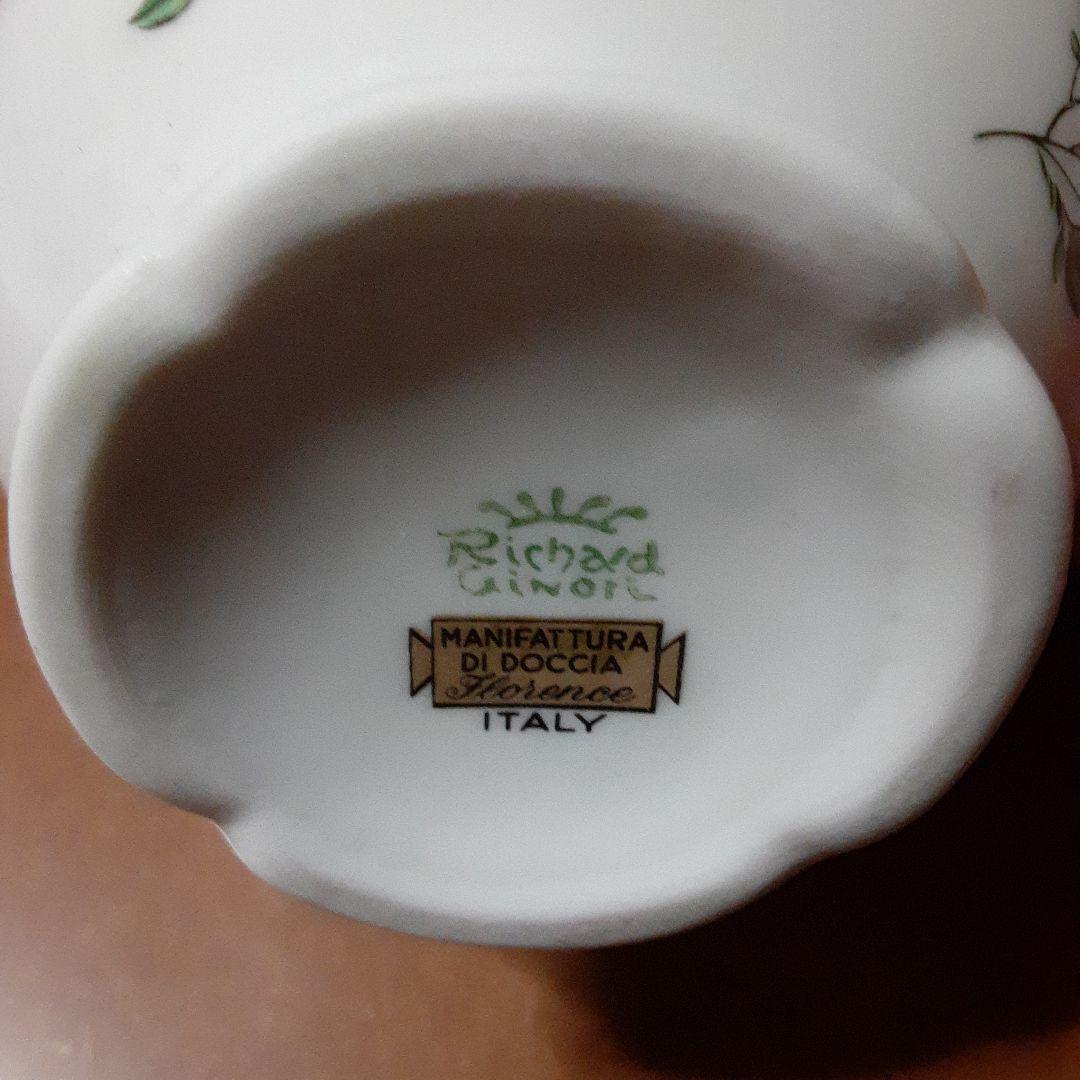 Richard
GINORI
MANIFATTURA
DI DOCCIA
Florence
ITALY